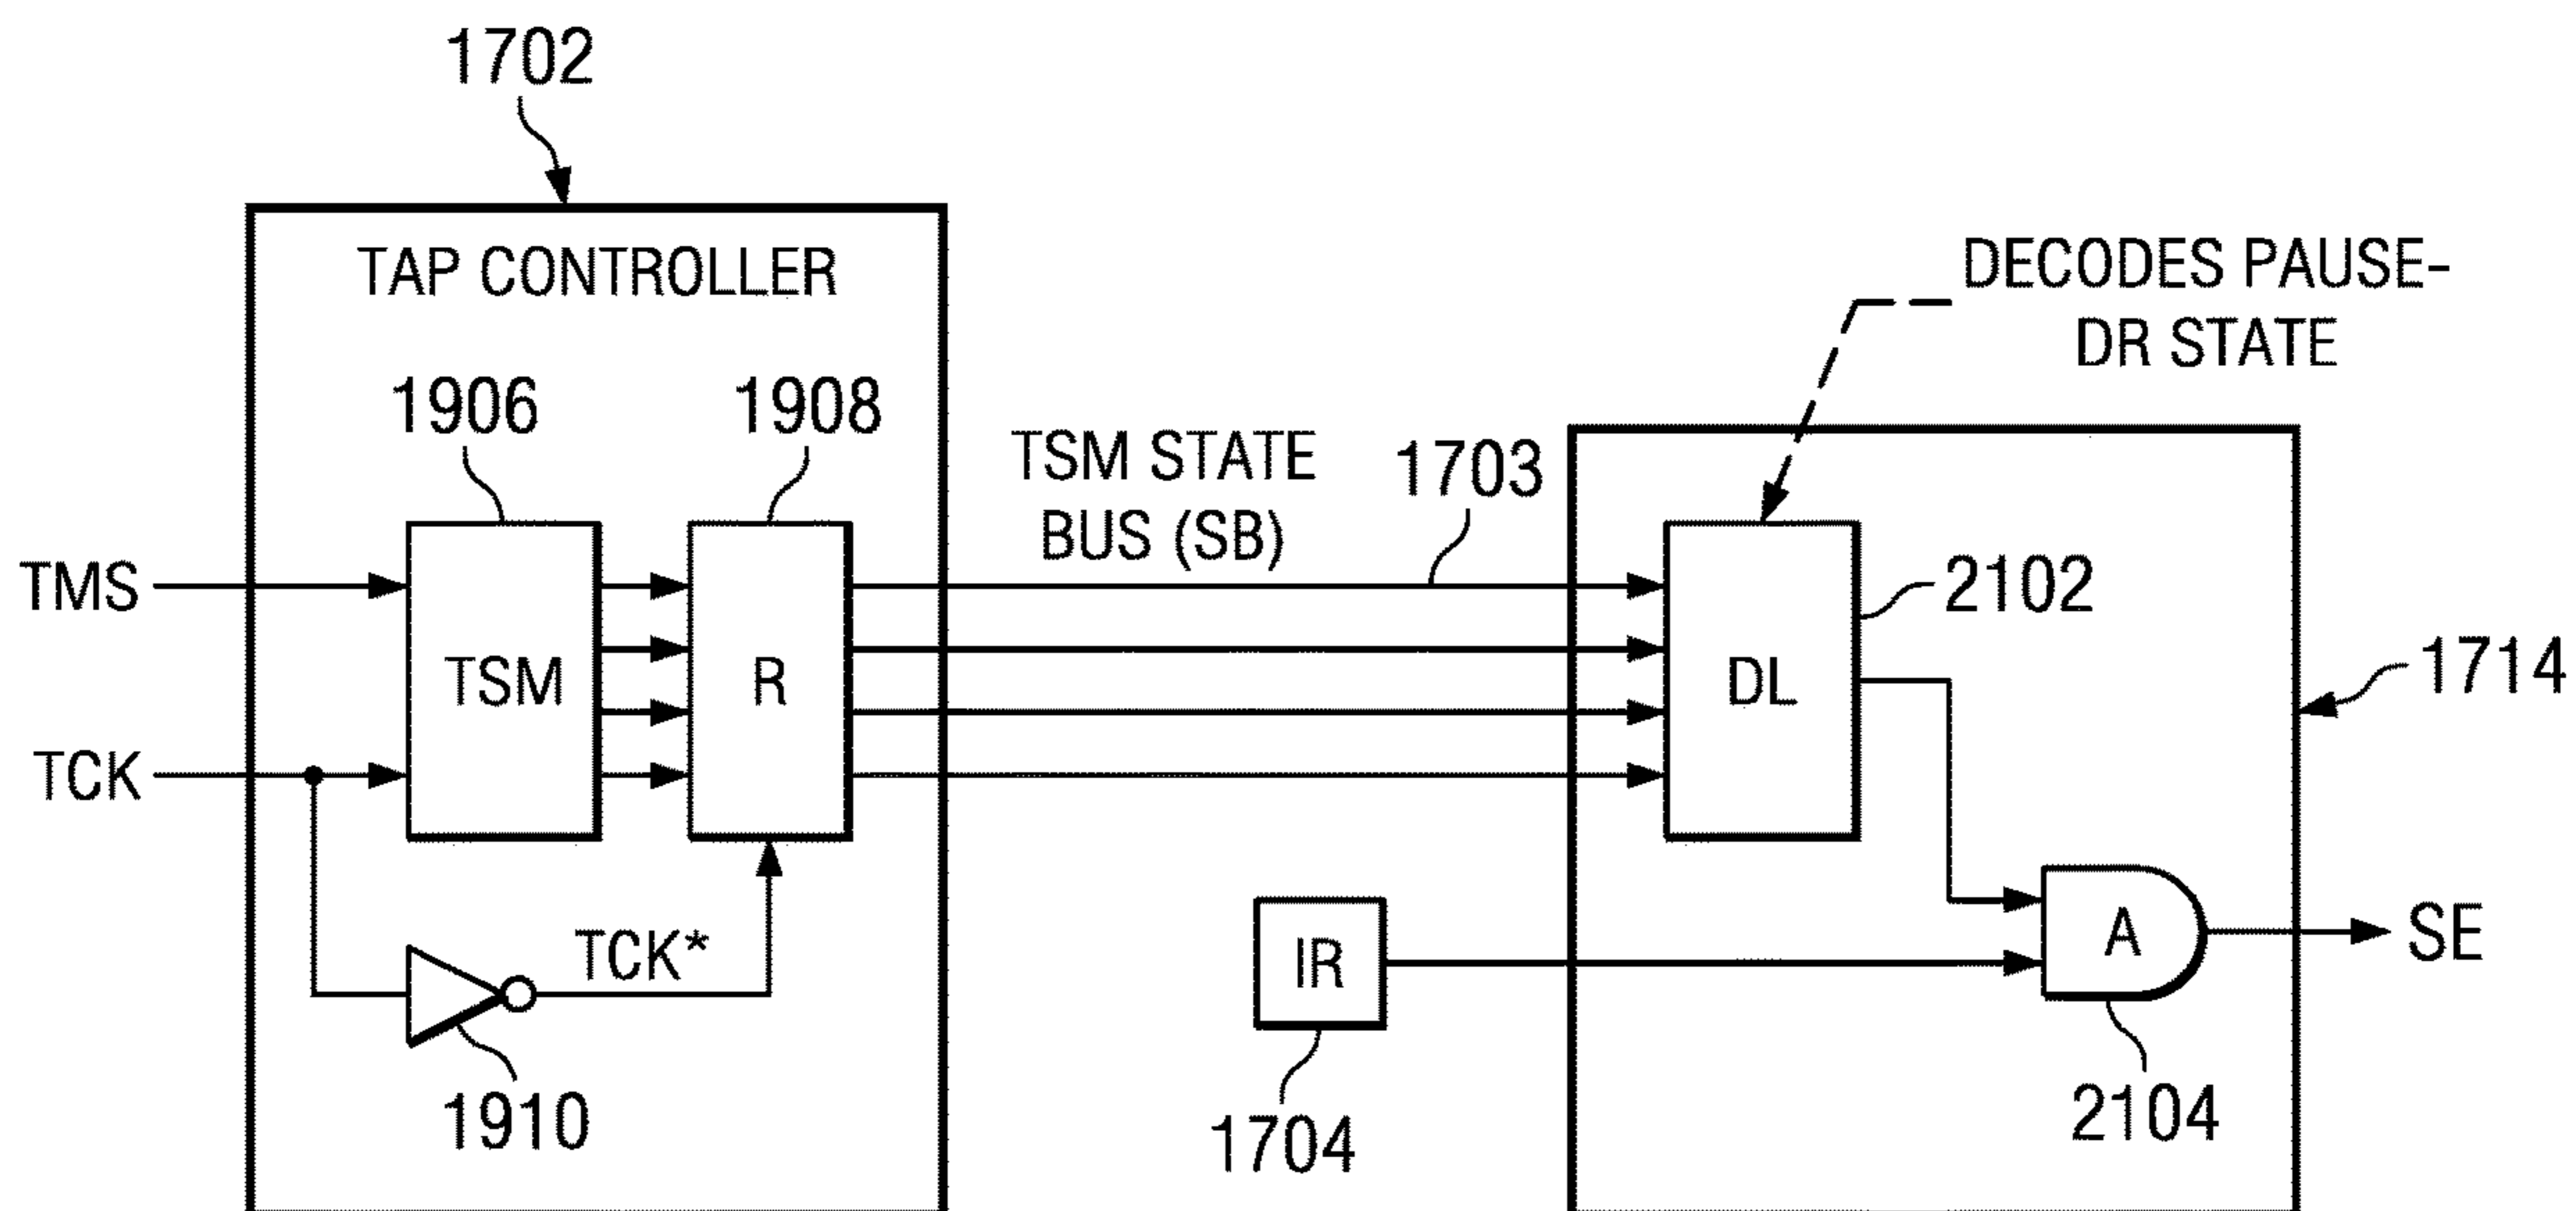 1702
TAP CONTROLLER
DECODES PAUSE-
DR STATE
1906
1908
TSM STATE
BUS (SB)
1703
TMS
TSM
R
DL
2102
1714
TCK
TCK*
IR
A
SE
1910
1704
2104